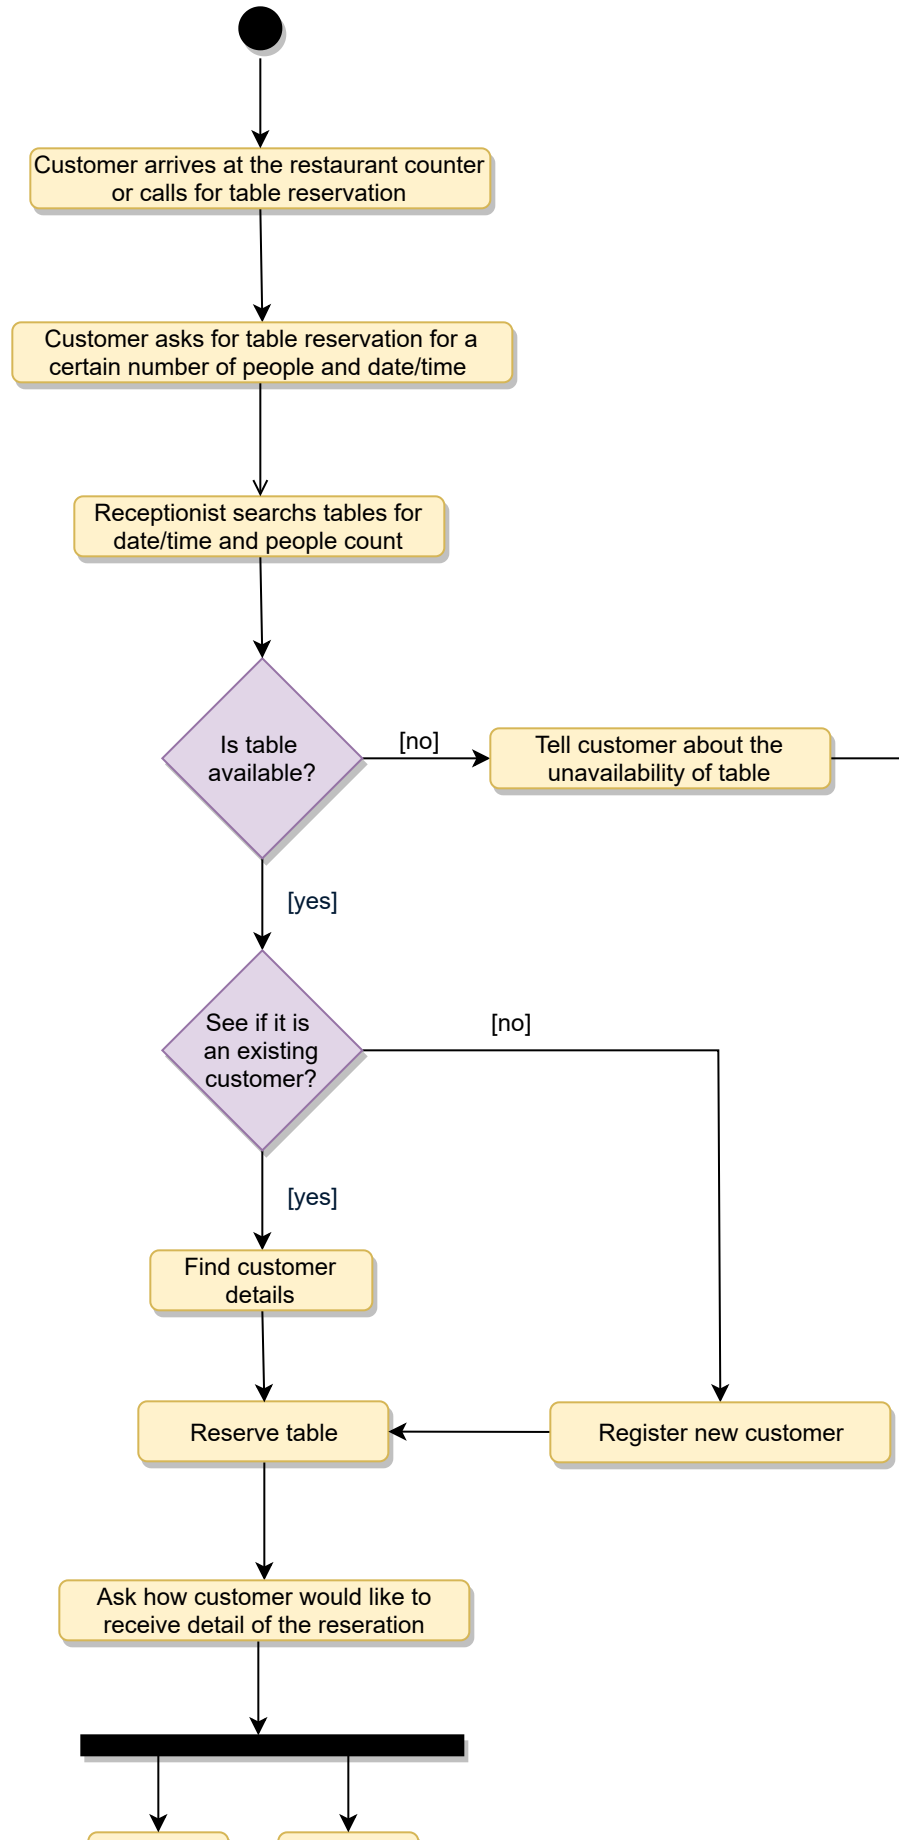 Customer arrives at the restaurant counter
or calls for table reservation
Customer asks for table reservation for a
certain number of people and date/time
Receptionist searchs tables for
date/time and people count
Is table
available?
[no]
Tell customer about the
unavailability of table
[yes]
See if it is
an existing
customer?
[no]
[yes]
Find customer
details
Reserve table
Register new customer
Ask how customer would like to
receive detail of the reseration